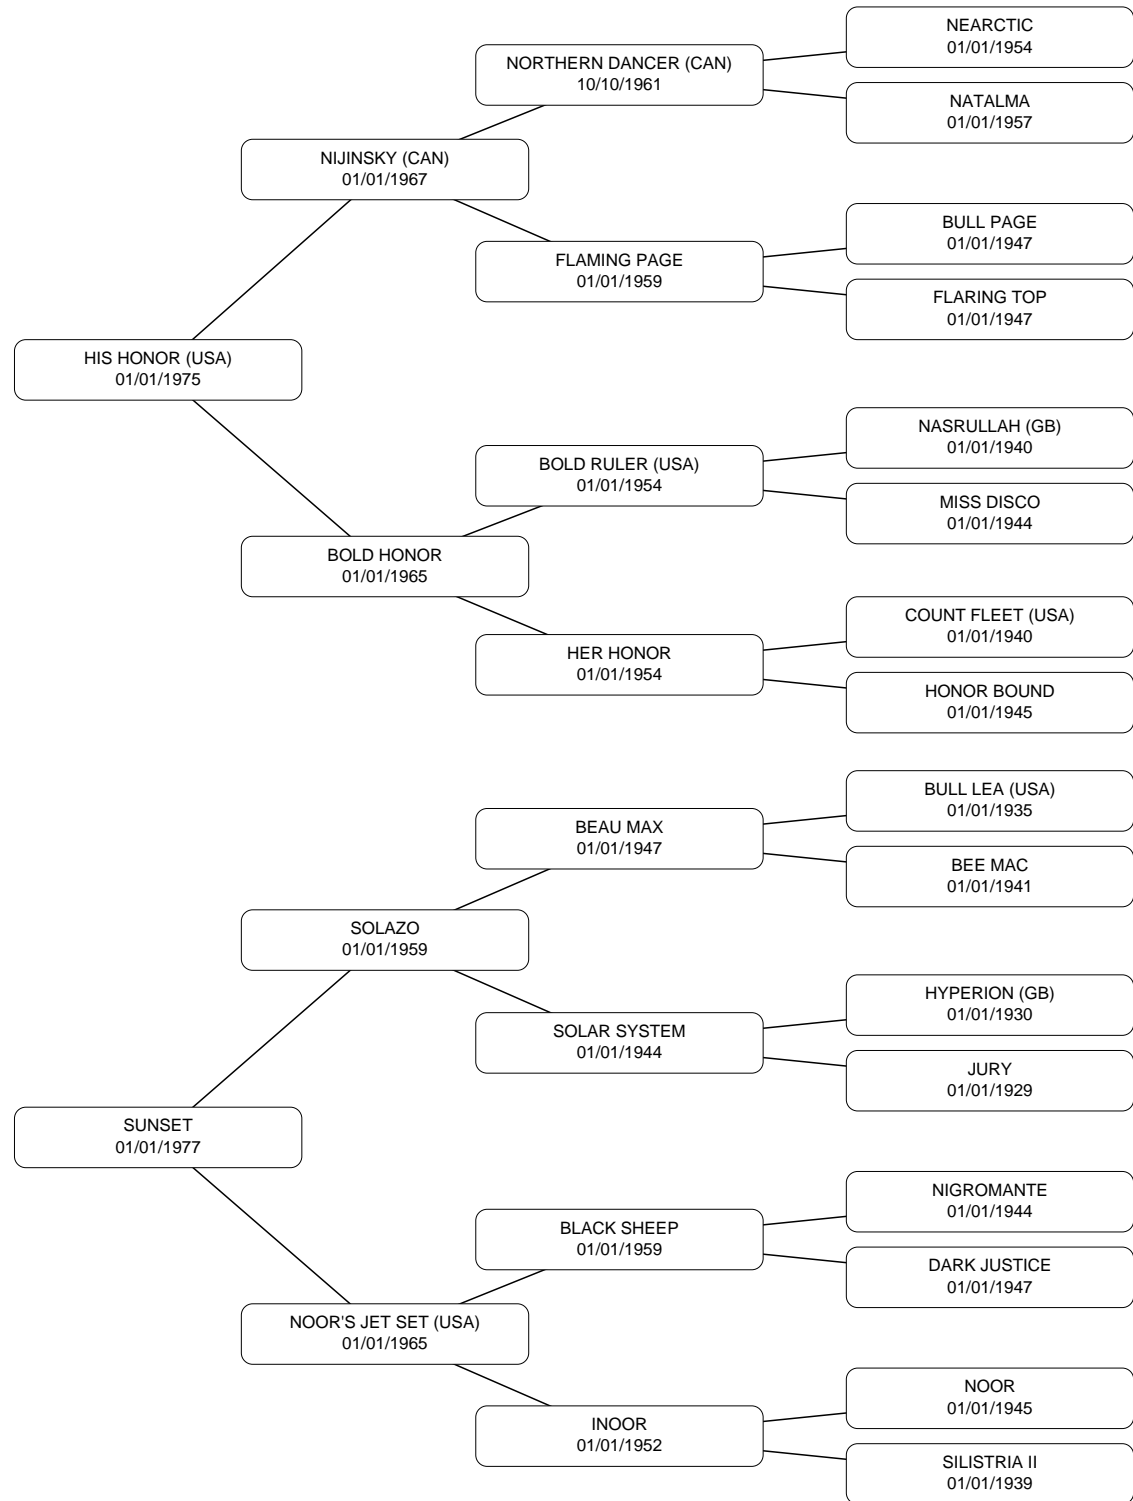 NEARCTIC
01/01/1954
NORTHERN DANCER (CAN)
10/10/1961
NATALMA
01/01/1957
NIJINSKY (CAN)
01/01/1967
BULL PAGE
01/01/1947
FLAMING PAGE
01/01/1959
FLARING TOP
01/01/1947
HIS HONOR (USA)
01/01/1975
NASRULLAH (GB)
01/01/1940
BOLD RULER (USA)
01/01/1954
MISS DISCO
01/01/1944
BOLD HONOR
01/01/1965
COUNT FLEET (USA)
01/01/1940
HER HONOR
01/01/1954
HONOR BOUND
01/01/1945
BULL LEA (USA)
01/01/1935
BEAU MAX
01/01/1947
BEE MAC
01/01/1941
SOLAZO
01/01/1959
HYPERION (GB)
01/01/1930
SOLAR SYSTEM
01/01/1944
JURY
01/01/1929
SUNSET
01/01/1977
NIGROMANTE
01/01/1944
BLACK SHEEP
01/01/1959
DARK JUSTICE
01/01/1947
NOOR'S JET SET (USA)
01/01/1965
NOOR
01/01/1945
INOOR
01/01/1952
SILISTRIA II
01/01/1939